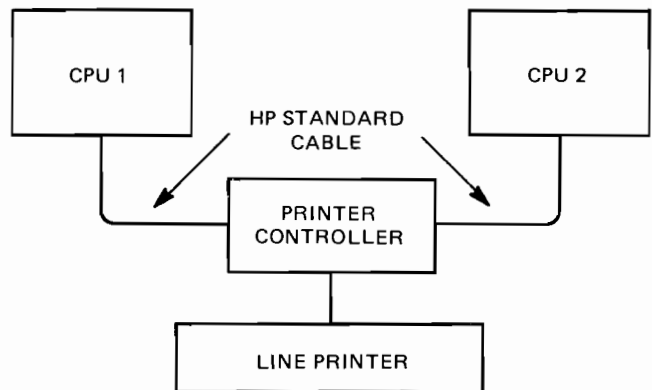 CPU 1
CPU 2
HP STANDARD
CABLE
PRINTER
CONTROLLER
LINE PRINTER